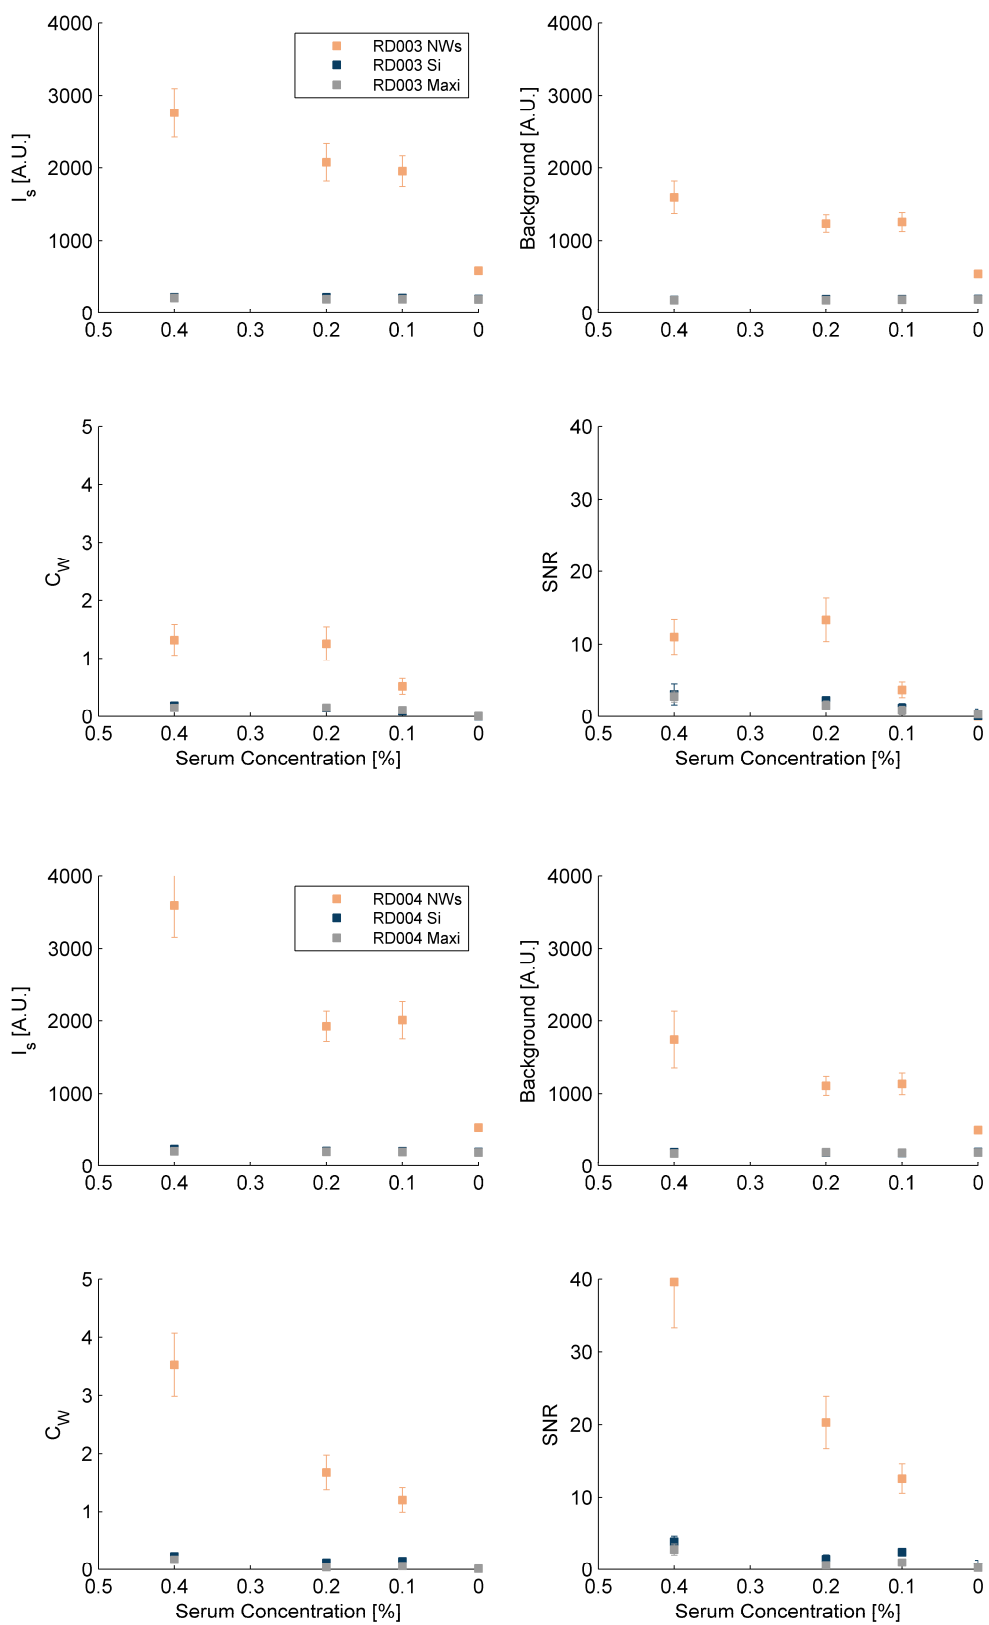 4000
3000
2000
1000
0
I_s [A.U.]
RD003 NWs
RD003 Si
RD003 Maxi
0.5 0.4 0.3 0.2 0.1 0
4000
3000
2000
1000
0
Background [A.U.]
0.5 0.4 0.3 0.2 0.1 0
5
4
3
2
1
0
C_W
0.5 0.4 0.3 0.2 0.1 0
Serum Concentration [%]
40
30
20
10
0
SNR
0.5 0.4 0.3 0.2 0.1 0
Serum Concentration [%]
4000
3000
2000
1000
0
I_s [A.U.]
RD004 NWs
RD004 Si
RD004 Maxi
0.5 0.4 0.3 0.2 0.1 0
4000
3000
2000
1000
0
Background [A.U.]
0.5 0.4 0.3 0.2 0.1 0
5
4
3
2
1
0
C_W
0.5 0.4 0.3 0.2 0.1 0
Serum Concentration [%]
40
30
20
10
0
SNR
0.5 0.4 0.3 0.2 0.1 0
Serum Concentration [%]